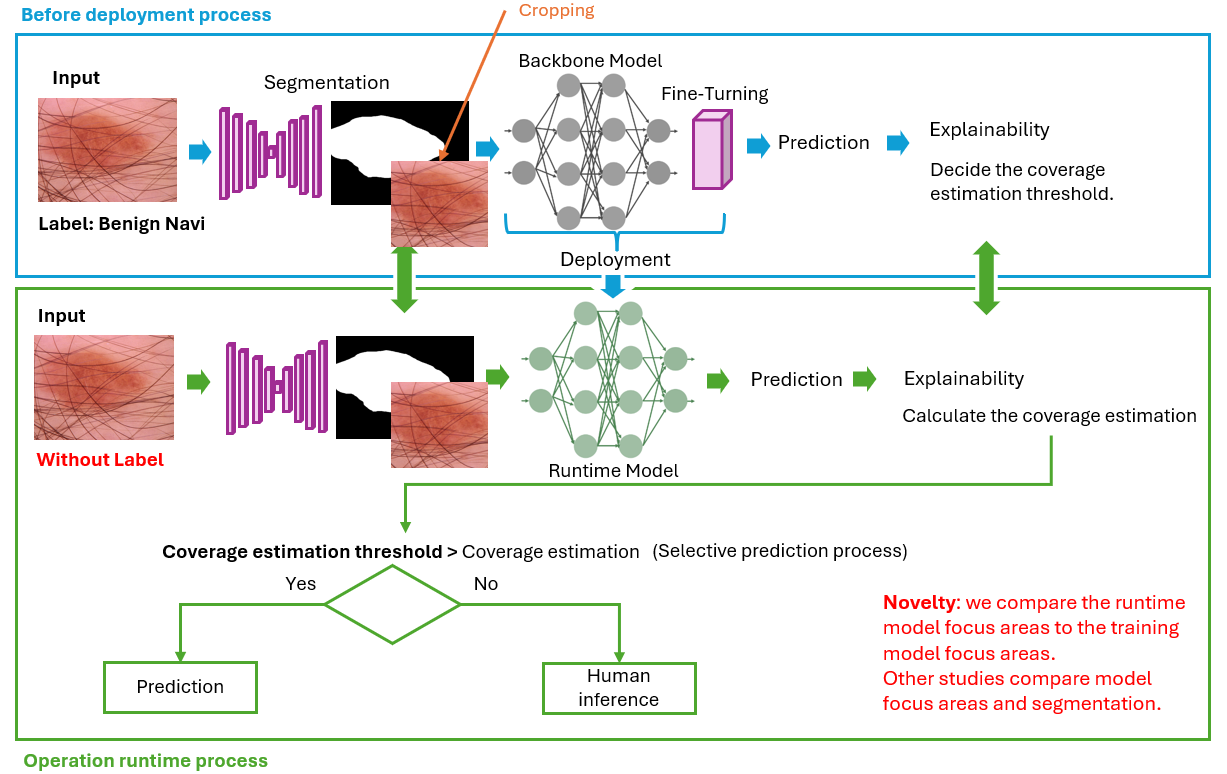 Before deployment process
Cropping
Input
Segmentation
Backbone Model
Fine-Turning
Prediction
Explainability
Decide the coverage
estimation threshold.
Label: Benign Navi
Deployment
Input
Prediction
Explainability
Calculate the coverage estimation
Without Label
Runtime Model
Coverage estimation threshold > Coverage estimation (Selective prediction process)
Yes
No
Prediction
Human
inference
Novelty: we compare the runtime
model focus areas to the training
model focus areas.
Other studies compare model
focus areas and segmentation.
Operation runtime process